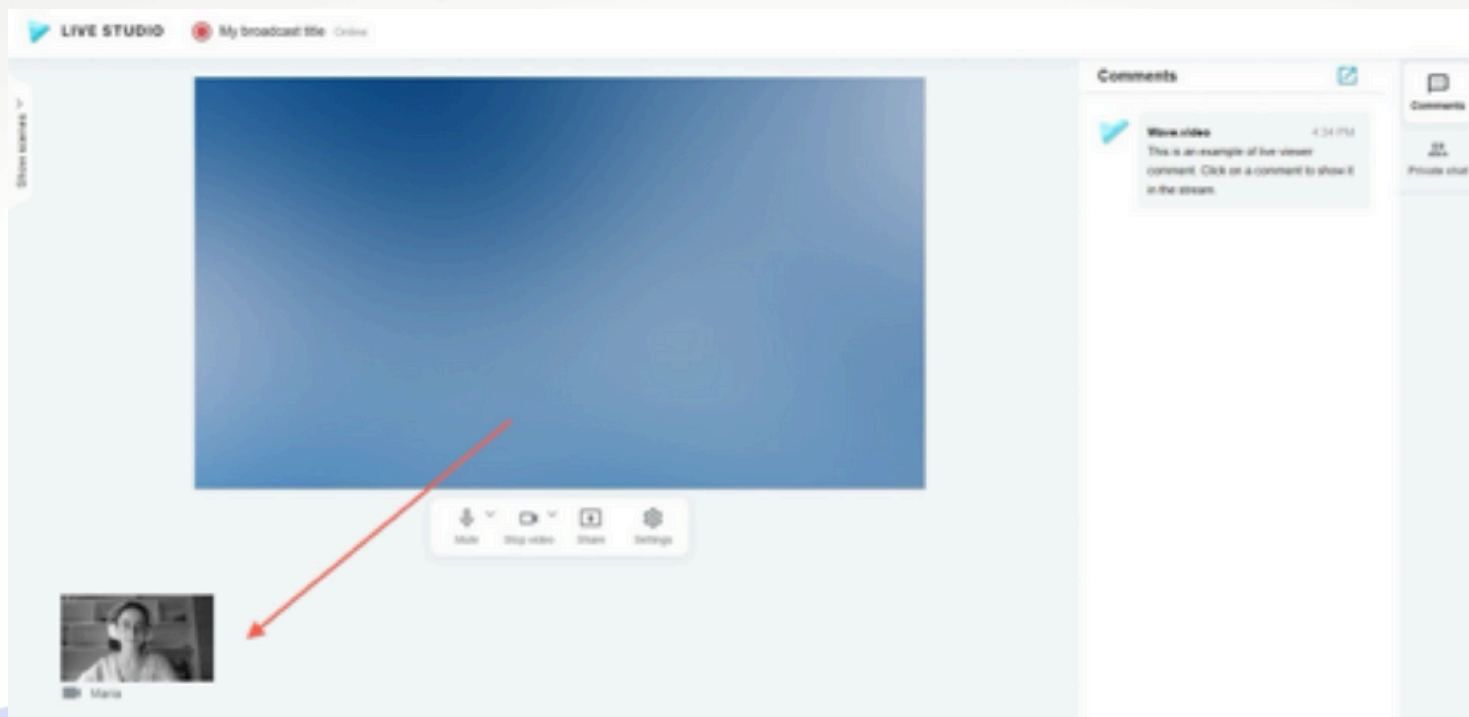 LIVE STUDIO
My broadcast title Online
Show scenes
Comments
Comments
Wave.video 4:34 PM
This is an example of live viewer
comment. Click on a comment to show it
in the stream
Private chat
Mute Stop video Share Settings
Maria